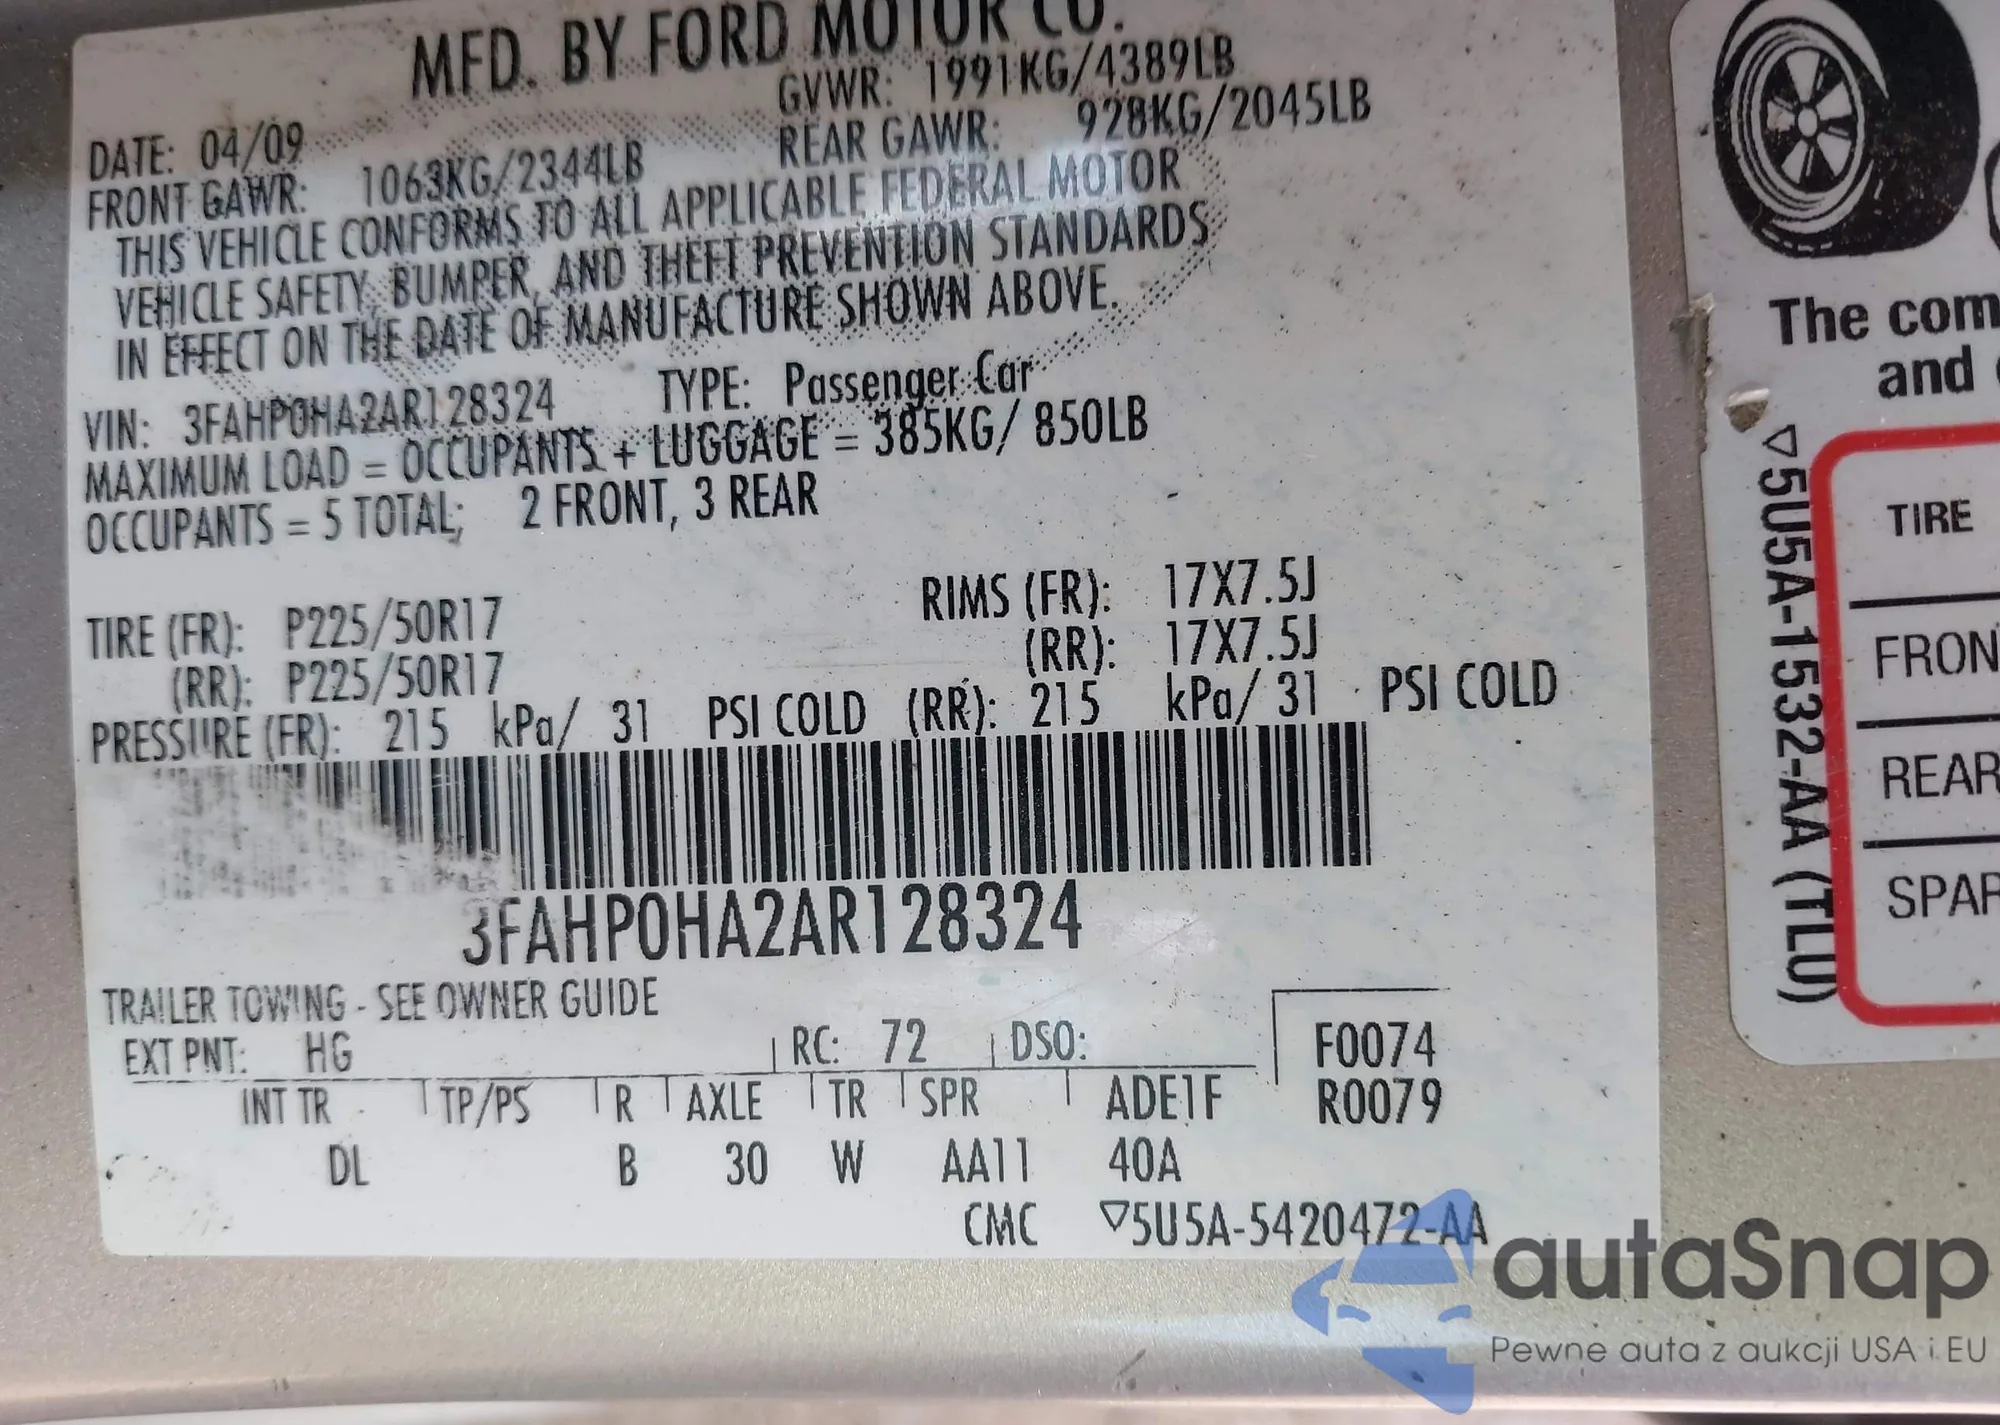 MFD. BY FORD MOTOR CO.
DATE: 04/09 GVWR: 1991KG/4389LB
FRONT GAWR: 1063KG/2344LB REAR GAWR: 928KG/2045LB
THIS VEHICLE CONFORMS TO ALL APPLICABLE FEDERAL MOTOR
VEHICLE SAFETY, BUMPER, AND THEFT PREVENTION STANDARDS
IN EFFECT ON THE DATE OF MANUFACTURE SHOWN ABOVE.
VIN: 3FAHP0HA2AR128324 TYPE: Passenger Car
MAXIMUM LOAD = OCCUPANTS + LUGGAGE = 385KG/ 850LB
OCCUPANTS = 5 TOTAL; 2 FRONT, 3 REAR
TIRE (FR): P225/50R17 RIMS (FR): 17X7.5J
(RR): P225/50R17 (RR): 17X7.5J
PRESSURE (FR): 215 kPa/ 31 PSI COLD (RR): 215 kPa/ 31 PSI COLD
3FAHP0HA2AR128324
TRAILER TOWING - SEE OWNER GUIDE
EXT PNT: HG RC: 72 DSO: F0074
INT TR TP/PS R AXLE TR SPR ADE1F R0079
DL B 30 W AA11 40A
CMC ▽5U5A-5420472-AA
The com
and
▽5U5A-1532-AA (TLU)
TIRE
FRON
REAR
SPAR
autaSnap
Pewne auta z aukcji USA i EU